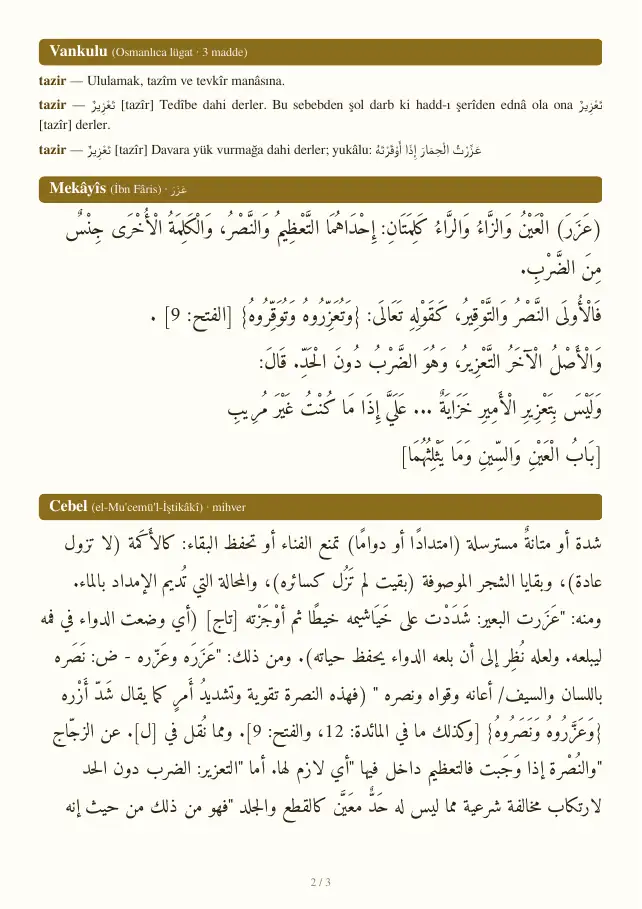 Vankulu (Osmanlıca lügat · 3 madde)
tazir — Ululamak, tazîm ve tevkîr manâsına.
tazir — تَعْزِيرْ [tazîr] Tedîbe dahi derler. Bu sebebden şol darb ki hadd-ı şerîden ednâ ola ona تَعْزِيرْ
[tazîr] derler.
tazir — تَعْزِيرْ [tazîr] Davara yük vurmağa dahi derler; yukâlu: عَزَّرْتُ الْحِمَارَ إِذَا أَوْقَرْتَهُ
Mekâyîs (İbn Fâris) · عَزَرَ
(عَزَرَ) الْعَيْنُ وَالزَّاءُ وَالرَّاءُ كَلِمَتَانِ: إِحْدَاهُمَا التَّعْظِيمُ وَالنَّصْرُ، وَالْكَلِمَةُ الْأُخْرَى جِنْسٌ
مِنَ الضَّرْبِ.
فَالْأُولَى النَّصْرُ وَالتَّوْقِيرُ، كَقَوْلِهِ تَعَالَى: {وَتُعَزِّرُوهُ وَتُوَقِّرُوهُ} [الفتح: 9] .
وَالْأَصْلُ الْآخَرُ التَّعْزِيرُ، وَهُوَ الضَّرْبُ دُونَ الْحَدِّ. قَالَ:
وَلَيْسَ بِتَعْزِيرِ الْأَمِيرِ خَزَايَةٌ ... عَلَيَّ إِذَا مَا كُنْتُ غَيْرَ مُرِيبِ
[بَابُ الْعَيْنِ وَالسِّينِ وَمَا يَثْلِثُهُمَا]
Cebel (el-Mu'cemü'l-İştikâkî) · mihver
شدة أو متانةٌ مسترسلة (امتدادًا أو دوامًا) تمنع الفناء أو تحفظ البقاء: كالأَكَمة (لا تزول
عادة)، وبقايا الشجر الموصوفة (بقيت لم تَزُل كسائره)، والمحالة التي تُديم الإمداد بالماء.
ومنه: "عَزَرت البعير: شَدَدْت على خَيَاشيمه خيطًا ثم أَوْجَرْته [تاج] (أي وضعت الدواء في فمه
ليبلعه. ولعله نُظِر إلى أن بلعه الدواء يحفظ حياته). ومن ذلك: "عَزَرَه وعَزّره - ض: نَصَره
باللسان والسيف/ أعانه وقواه ونصره " (فهذه النصرة تقوية وتشديدُ أَمرٍ كما يقال شَدّ أَزْره
{وَعَزَّرُوهُ وَنَصَرُوهُ} [وكذلك ما في المائدة: 12، والفتح: 9]. ومما نُقل في [ل]. عن الزجّاج
"والنُصْرة إذا وَجَبت فالتعظيم داخل فيها "أي لازم لها. أما "التعزير: الضرب دون الحد
لارتكاب مخالفة شرعية مما ليس له حَدٌّ معَيَّن كالقطع والجلد "فهو من ذلك من حيث إنه
2 / 3